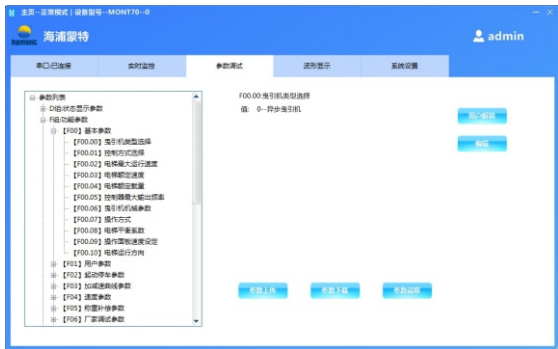 主页--正常模式 | 设备型号--MONT70--0
海浦蒙特
admin
串口:已连接
实时监控
参数调试
波形显示
系统设置
参数列表
D组:状态显示参数
F组:功能参数
【F00】基本参数
【F00.00】曳引机类型选择
【F00.01】控制方式选择
【F00.02】电梯最大运行速度
【F00.03】电梯额定速度
【F00.04】电梯额定载重
【F00.05】控制器最大输出频率
【F00.06】曳引机机械参数
【F00.07】操作方式
【F00.08】电梯平衡系数
【F00.09】操作面板速度设定
【F00.10】电梯运行方向
【F01】用户参数
【F02】起动停车参数
【F03】加减速曲线参数
【F04】速度参数
【F05】称重补偿参数
【F06】厂家调试参数
F00.00:曳引机类型选择
值: 0--异步曳引机
用户解锁
编辑
参数上传
参数下载